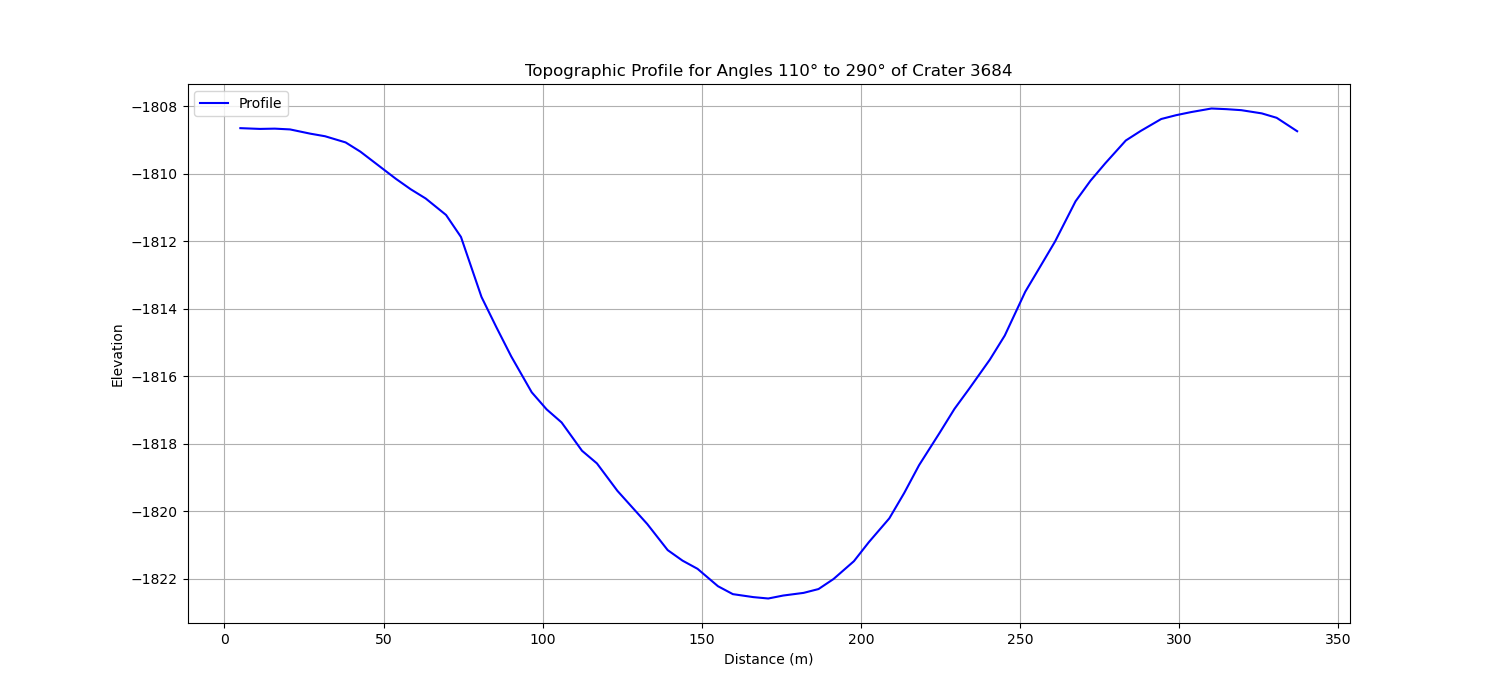 Topographic Profile for Angles 110° to 290° of Crater 3684
Profile
−1808
−1810
−1812
−1814
−1816
−1818
−1820
−1822
Elevation
0 50 100 150 200 250 300 350
Distance (m)